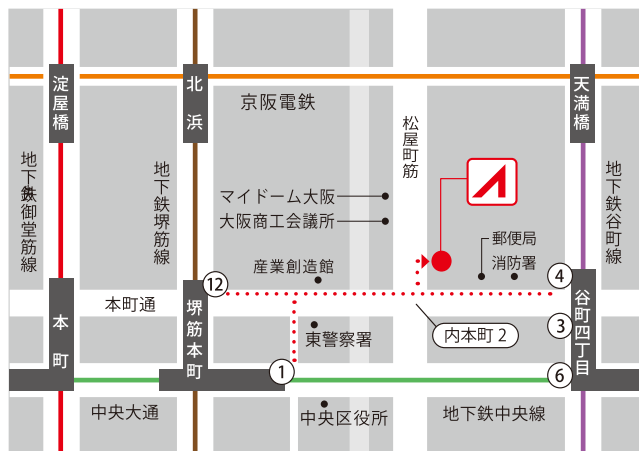 淀屋橋
北浜
天満橋
京阪電鉄
松屋町筋
地下鉄御堂筋線
地下鉄堺筋線
地下鉄谷町線
マイドーム大阪
大阪商工会議所
郵便局
消防署
産業創造館
12
4
本町通
本町
堺筋本町
谷町四丁目
3
内本町 2
東警察署
1
6
中央大通
中央区役所
地下鉄中央線